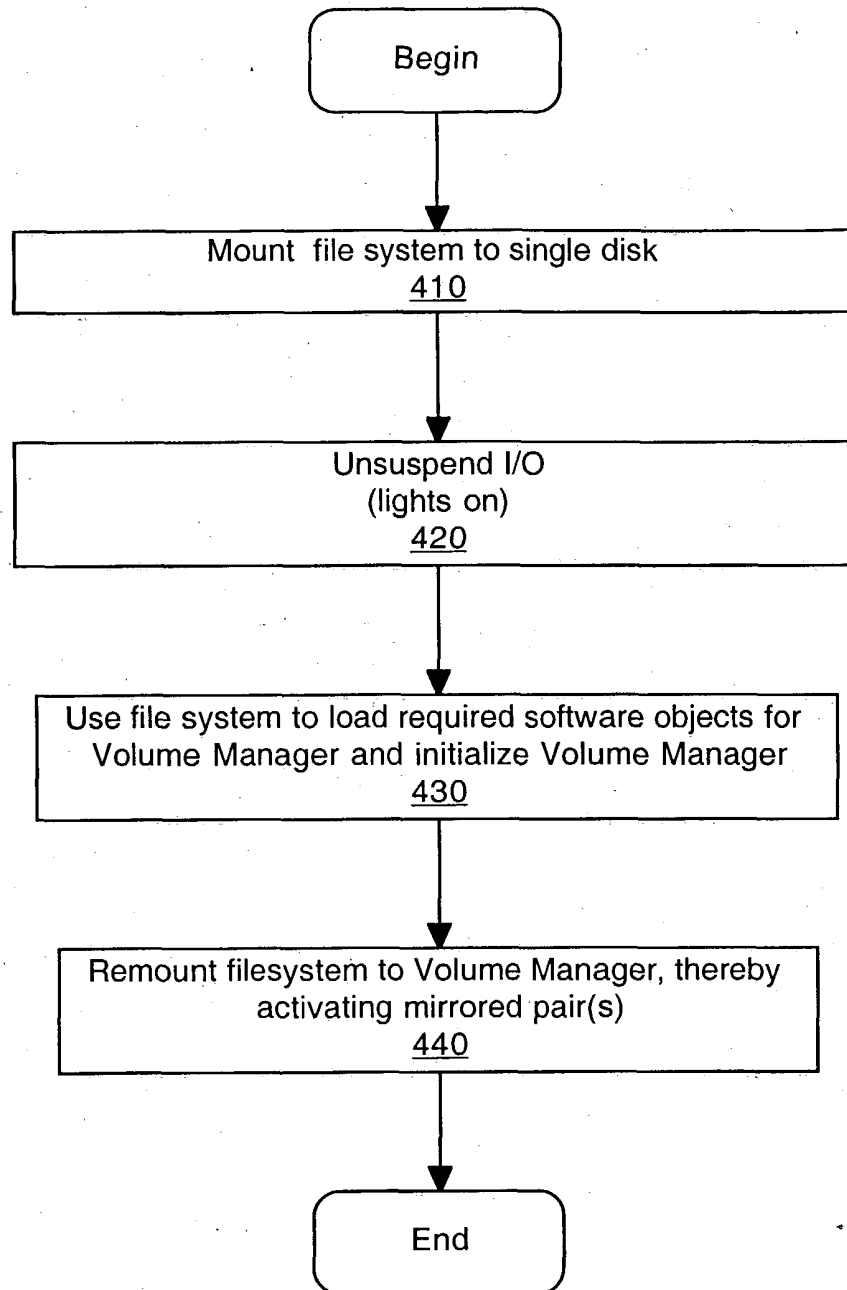 Begin
Mount file system to single disk
410
Unsuspend I/O
(lights on)
420
Use file system to load required software objects for
Volume Manager and initialize Volume Manager
430
Remount filesystem to Volume Manager, thereby
activating mirrored pair(s)
440
End